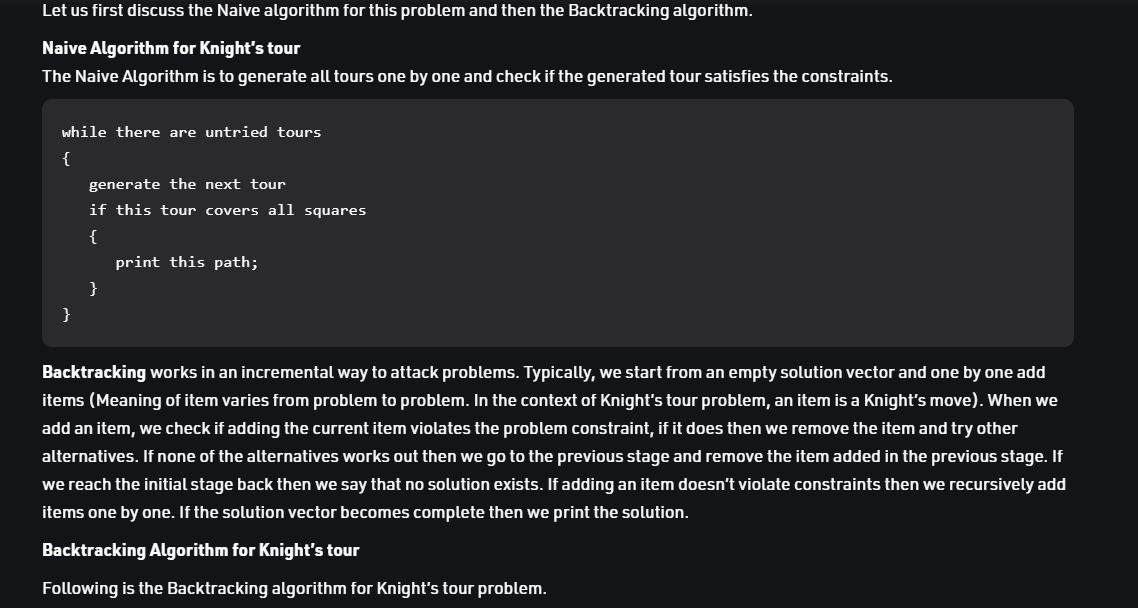 Let us first discuss the Naive algorithm for this problem and then the Backtracking algorithm.
Naive Algorithm for Knight's tour
The Naive Algorithm is to generate all tours one by one and check if the generated tour satisfies the constraints.
while there are untried tours
{
   generate the next tour
   if this tour covers all squares
   {
      print this path;
   }
}
Backtracking works in an incremental way to attack problems. Typically, we start from an empty solution vector and one by one add
items (Meaning of item varies from problem to problem. In the context of Knight's tour problem, an item is a Knight's move). When we
add an item, we check if adding the current item violates the problem constraint, if it does then we remove the item and try other
alternatives. If none of the alternatives works out then we go to the previous stage and remove the item added in the previous stage. If
we reach the initial stage back then we say that no solution exists. If adding an item doesn't violate constraints then we recursively add
items one by one. If the solution vector becomes complete then we print the solution.
Backtracking Algorithm for Knight's tour
Following is the Backtracking algorithm for Knight's tour problem.